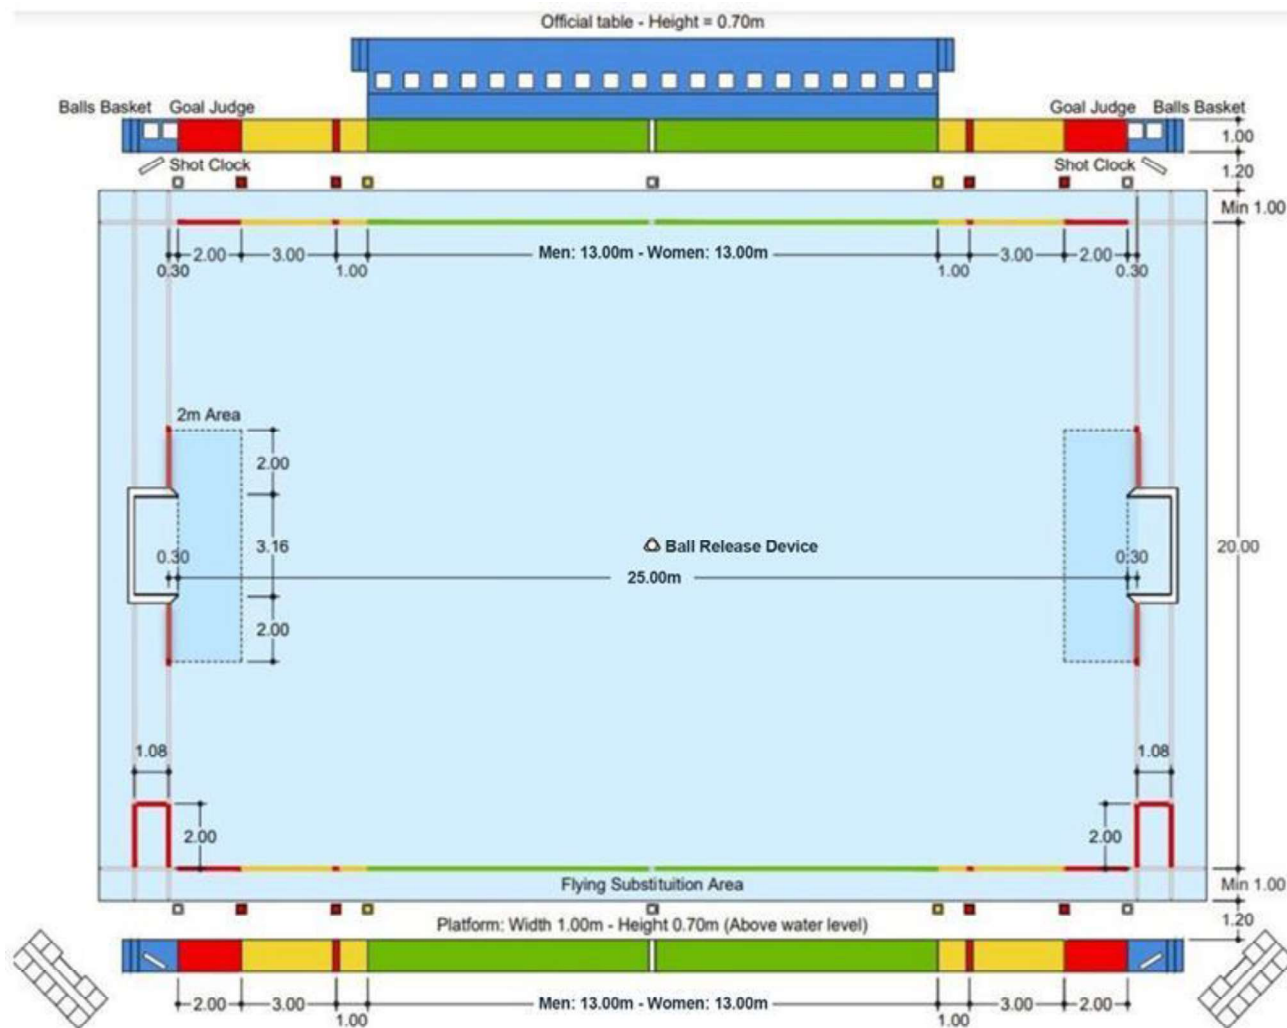 Official table - Height = 0.70m
Balls Basket Goal Judge Goal Judge Balls Basket
1.00
Shot Clock Shot Clock
1.20
Min 1.00
2.00 3.00 Men: 13.00m - Women: 13.00m 3.00 2.00
0.30 1.00 1.00 0.30
2m Area
2.00
3.16 Ball Release Device 20.00
0.30 0.30
25.00m
2.00
1.08 1.08
2.00 2.00
Flying Substituition Area Min 1.00
Platform: Width 1.00m - Height 0.70m (Above water level) 1.20
2.00 3.00 Men: 13.00m - Women: 13.00m 3.00 2.00
1.00 1.00